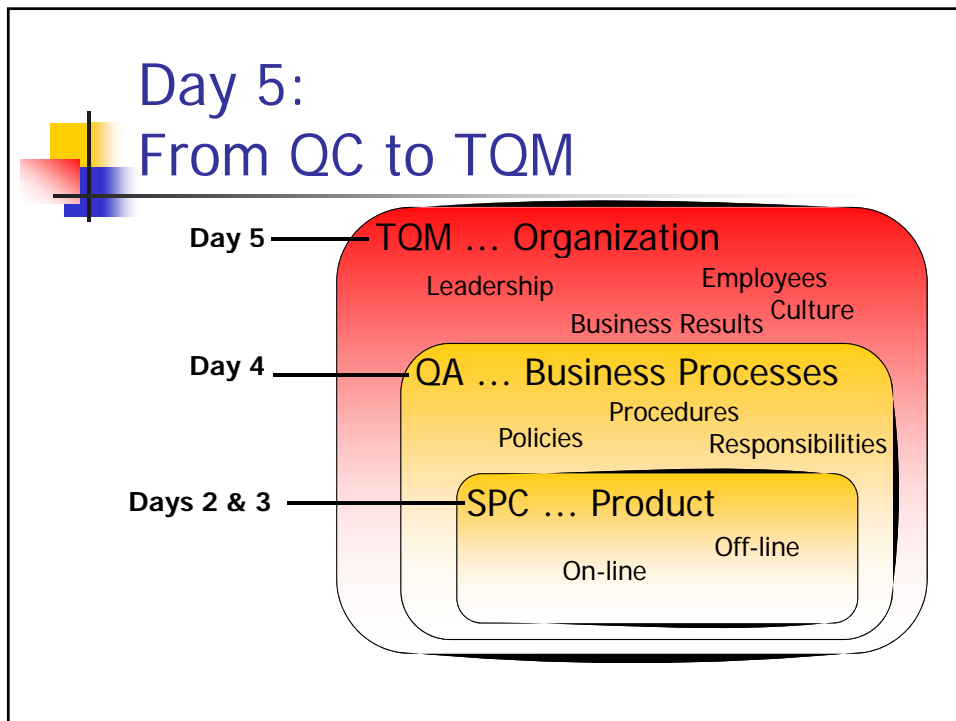 Day 5:
From QC to TQM
Day 5
TQM … Organization
Leadership
Employees
Culture
Business Results
Day 4
QA … Business Processes
Procedures
Policies
Responsibilities
Days 2 & 3
SPC … Product
Off-line
On-line